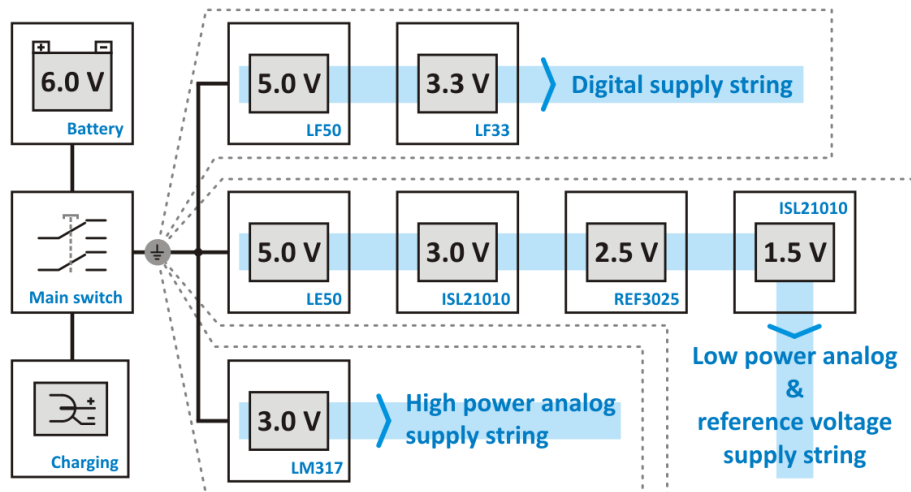 + -
6.0 V
Battery
5.0 V
LF50
3.3 V
LF33
Digital supply string
Main switch
5.0 V
LE50
3.0 V
ISL21010
2.5 V
REF3025
ISL21010
1.5 V
Low power analog
&
reference voltage
supply string
+
-
Charging
3.0 V
LM317
High power analog
supply string